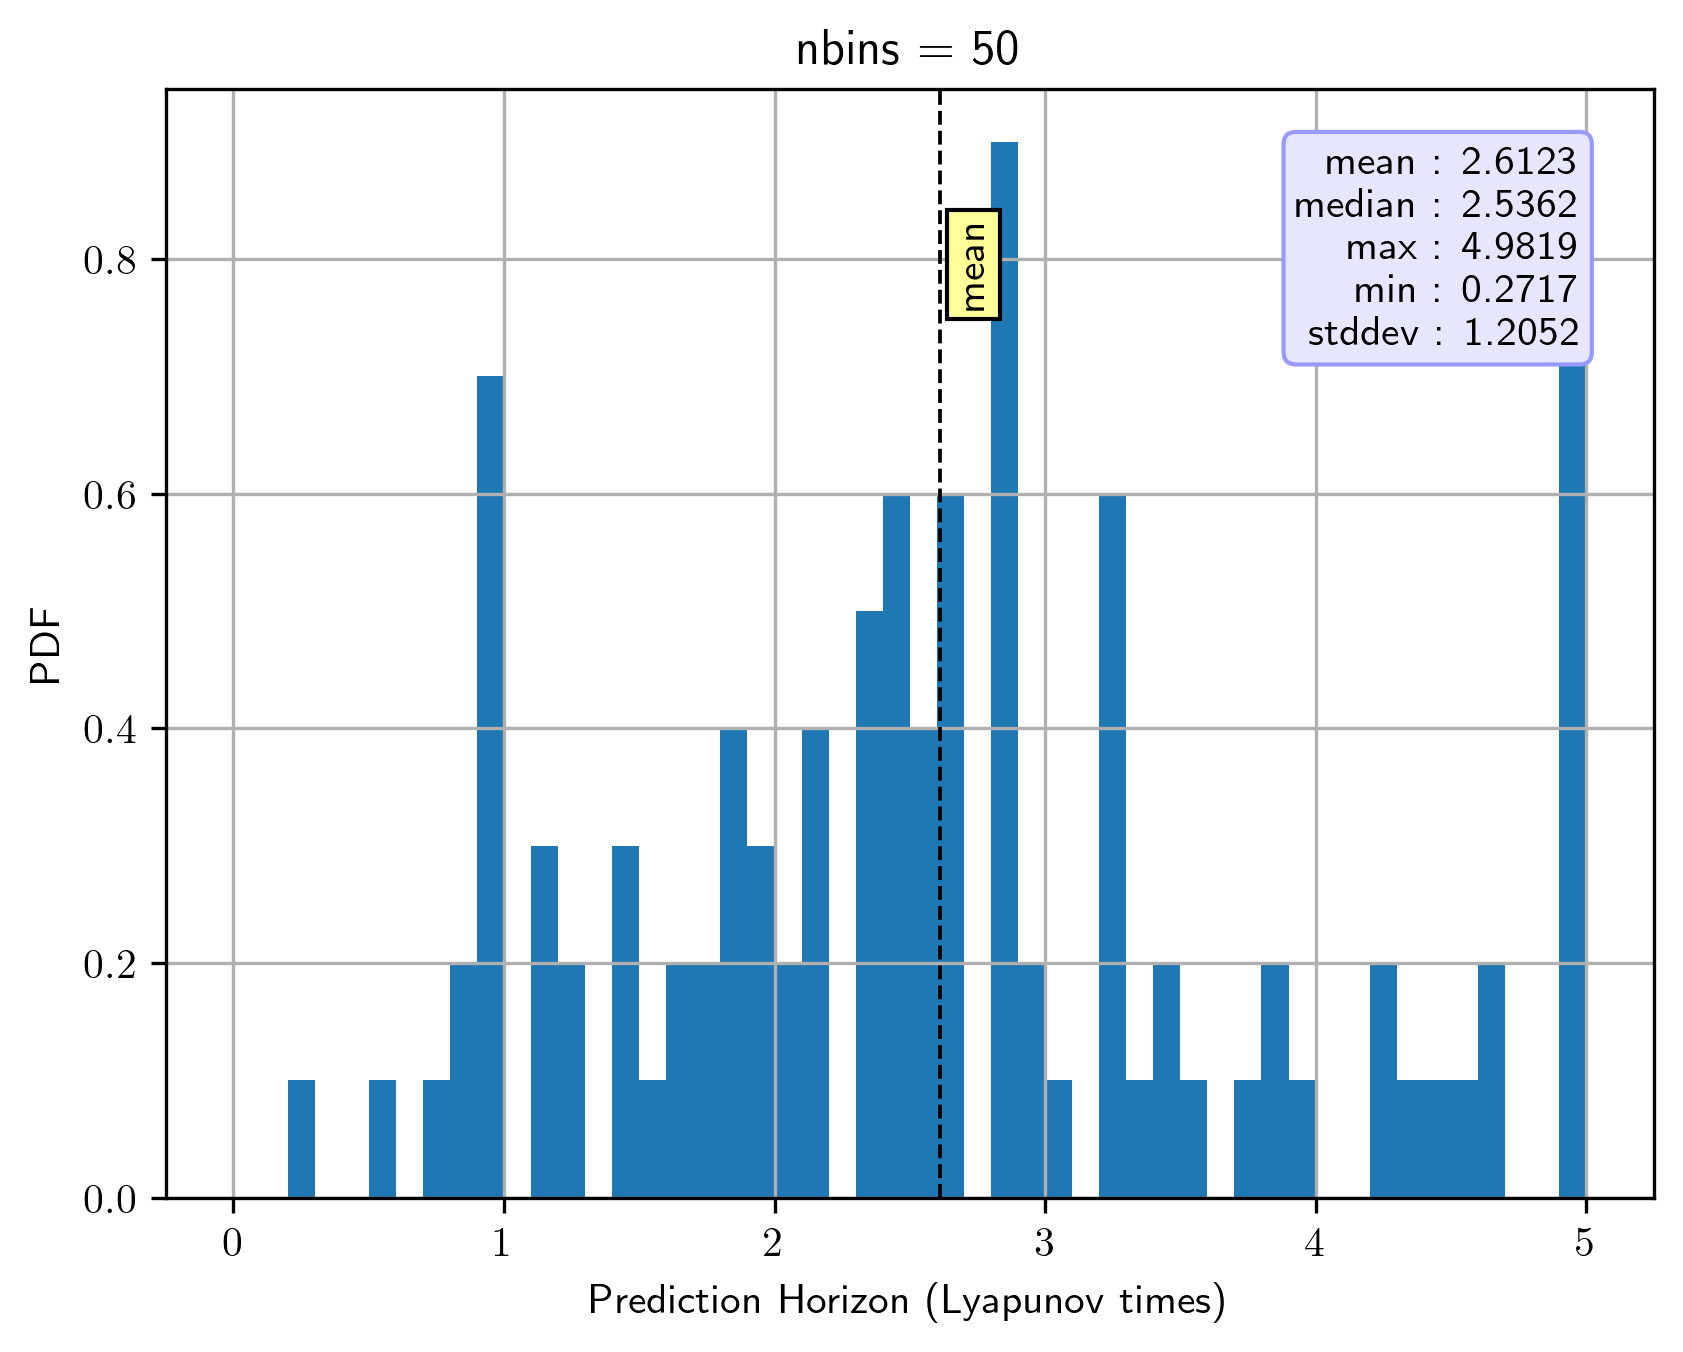 nbins = 50
mean : 2.6123
median : 2.5362
max : 4.9819
min : 0.2717
stddev : 1.2052
mean
0.8
0.6
0.4
0.2
0.0
PDF
0 1 2 3 4 5
Prediction Horizon (Lyapunov times)